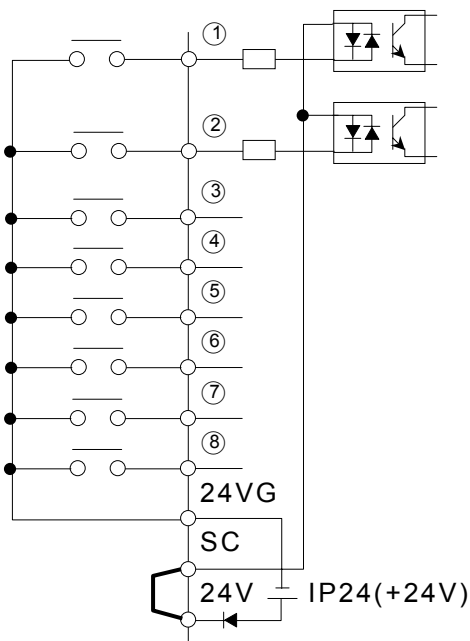 ①
②
③
④
⑤
⑥
⑦
⑧
24VG
SC
24V IP24(+24V)